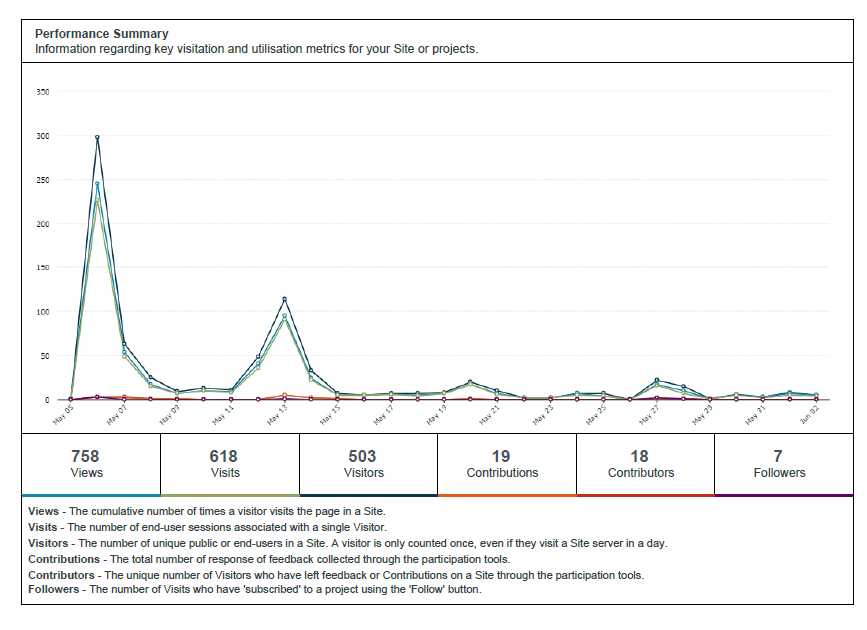 Performance Summary
Information regarding key visitation and utilisation metrics for your Site or projects.
350
300
250
200
150
100
50
0
May 05
May 07
May 09
May 11
May 13
May 15
May 17
May 19
May 21
May 23
May 25
May 27
May 29
May 31
Jun 02
758
Views
618
Visits
503
Visitors
19
Contributions
18
Contributors
7
Followers
Views - The cumulative number of times a visitor visits the page in a Site.
Visits - The number of end-user sessions associated with a single Visitor.
Visitors - The number of unique public or end-users in a Site. A visitor is only counted once, even if they visit a Site server in a day.
Contributions - The total number of response of feedback collected through the participation tools.
Contributors - The unique number of Visitors who have left feedback or Contributions on a Site through the participation tools.
Followers - The number of Visits who have 'subscribed' to a project using the 'Follow' button.